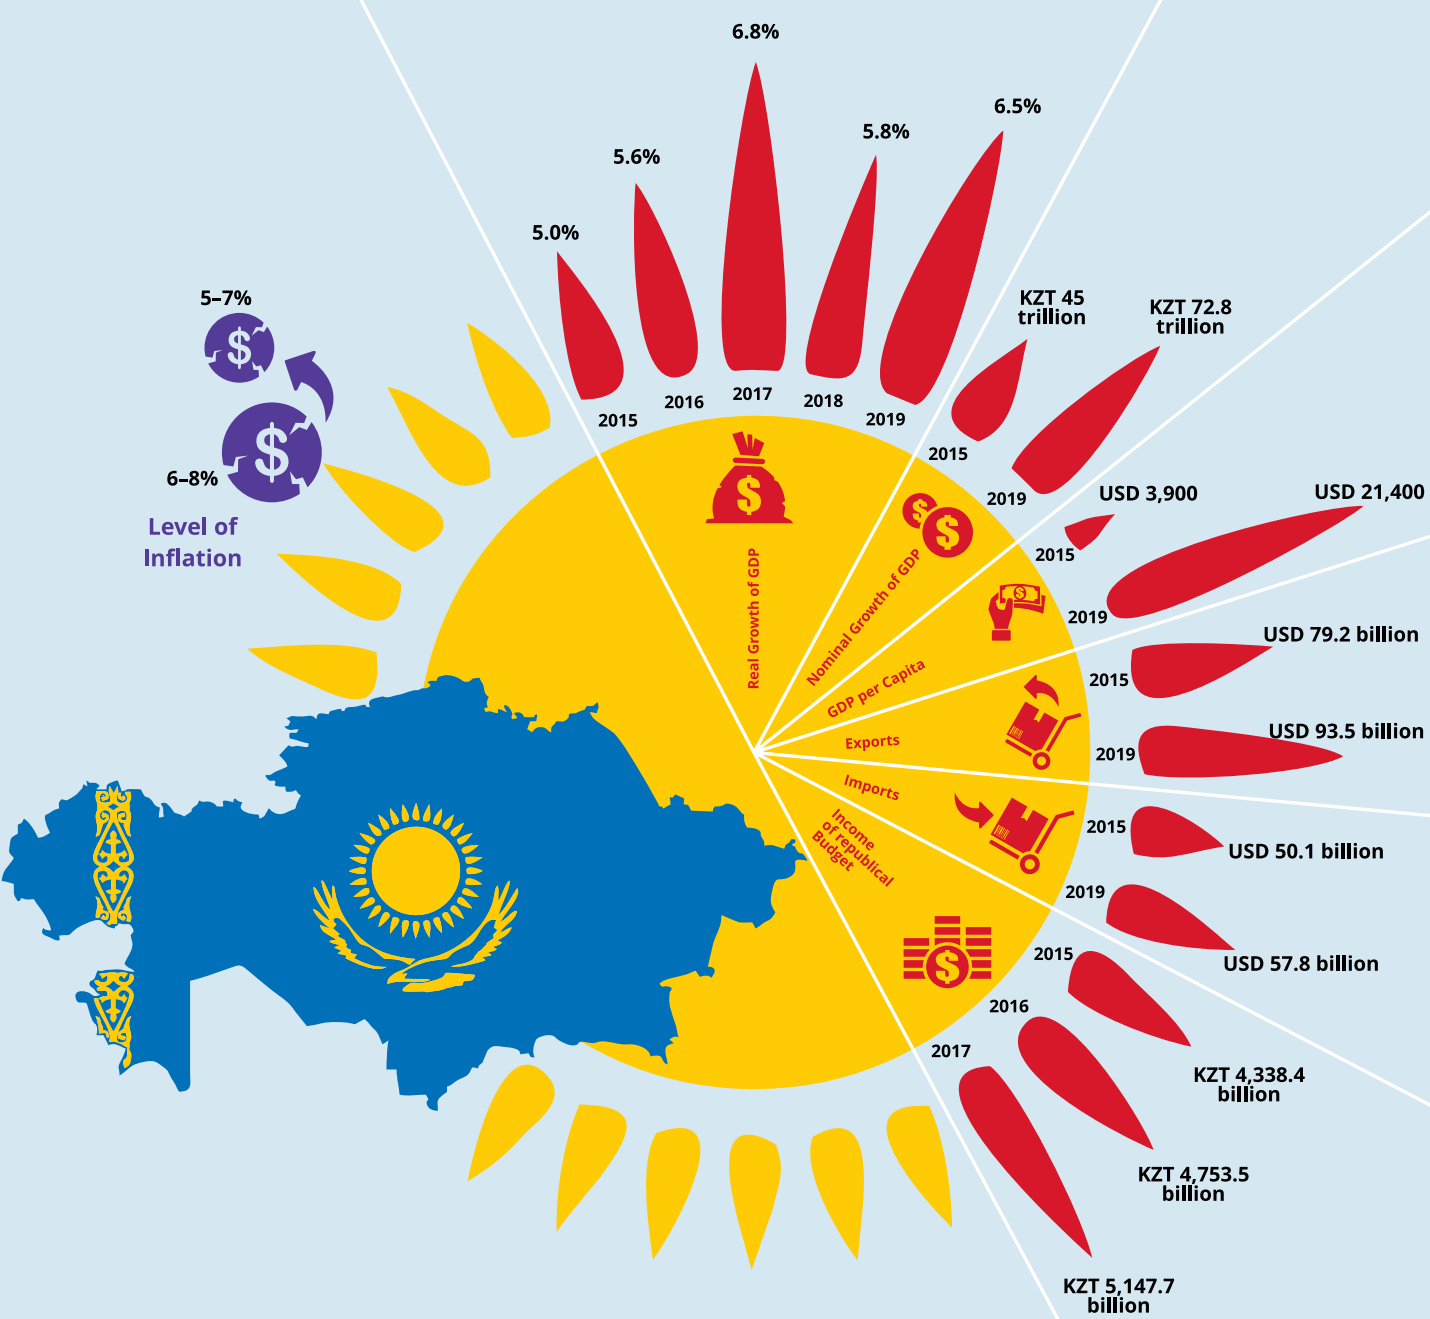 6.8%
6.5%
5.8%
5.6%
5.0%
5–7%
$
6–8%
$
Level of
Inflation
2015
2016
2017
2018
2019
$
Real Growth of GDP
KZT 45
trillion
KZT 72.8
trillion
2015
2019
$
$
Nominal Growth of GDP
USD 3,900
USD 21,400
2015
2019
$
GDP per Capita
USD 79.2 billion
USD 93.5 billion
2015
2019
Exports
2015
USD 50.1 billion
2019
USD 57.8 billion
Imports
Income
of republical
Budget
$
2015
2016
2017
KZT 4,338.4
billion
KZT 4,753.5
billion
KZT 5,147.7
billion